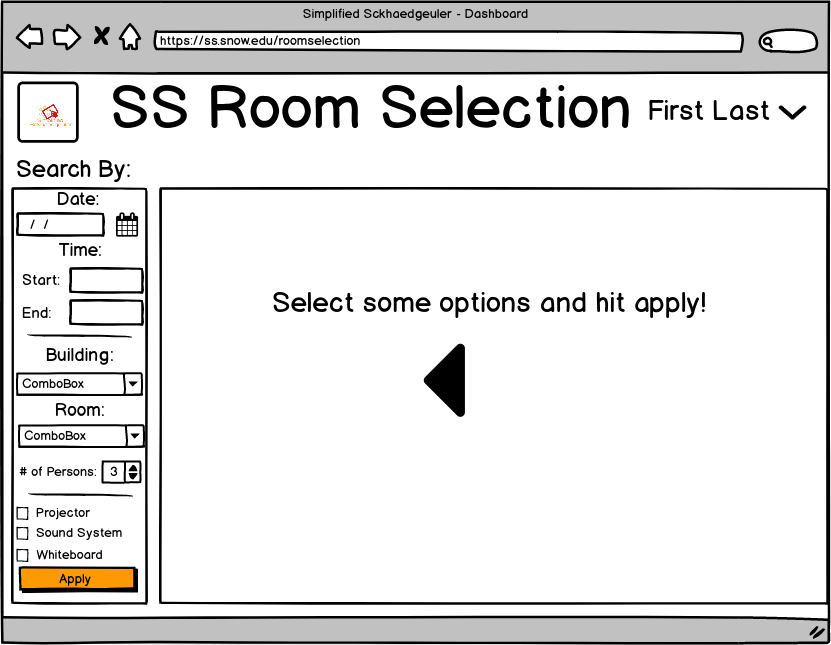 Simplified Sckhaedgeuler - Dashboard
https://ss.snow.edu/roomselection
SS Room Selection
First Last
Search By:
Date:
/ /
Time:
Start:
End:
Building:
ComboBox
Room:
ComboBox
# of Persons: 3
Projector
Sound System
Whiteboard
Apply
Select some options and hit apply!